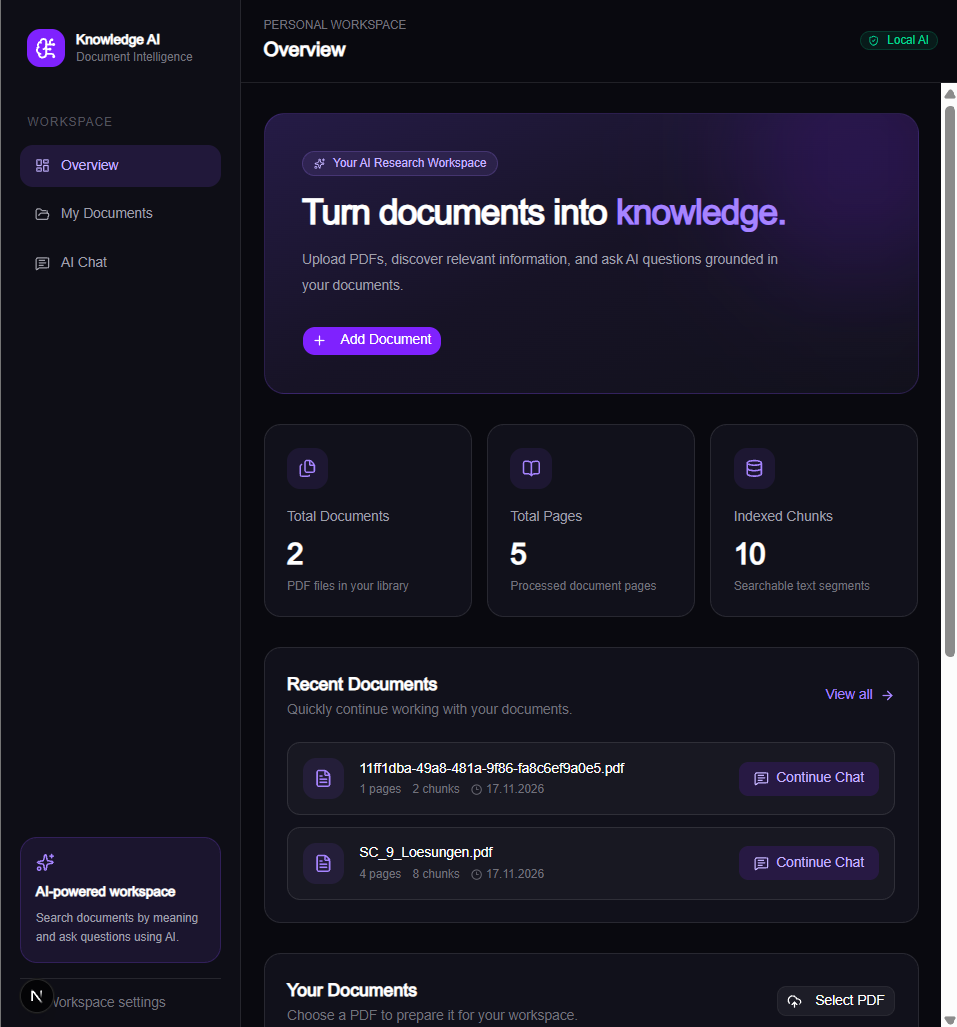 Knowledge AI
Document Intelligence
WORKSPACE
Overview
My Documents
AI Chat
AI-powered workspace
Search documents by meaning
and ask questions using AI.
N
Workspace settings
PERSONAL WORKSPACE
Overview
Local AI
Your AI Research Workspace
Turn documents into knowledge.
Upload PDFs, discover relevant information, and ask AI questions grounded in
your documents.
+ Add Document
Total Documents
2
PDF files in your library
Total Pages
5
Processed document pages
Indexed Chunks
10
Searchable text segments
Recent Documents
Quickly continue working with your documents.
View all →
11ff1dba-49a8-481a-9f86-fa8c6ef9a0e5.pdf
1 pages 2 chunks 17.11.2026
Continue Chat
SC_9_Loesungen.pdf
4 pages 8 chunks 17.11.2026
Continue Chat
Your Documents
Choose a PDF to prepare it for your workspace.
Select PDF